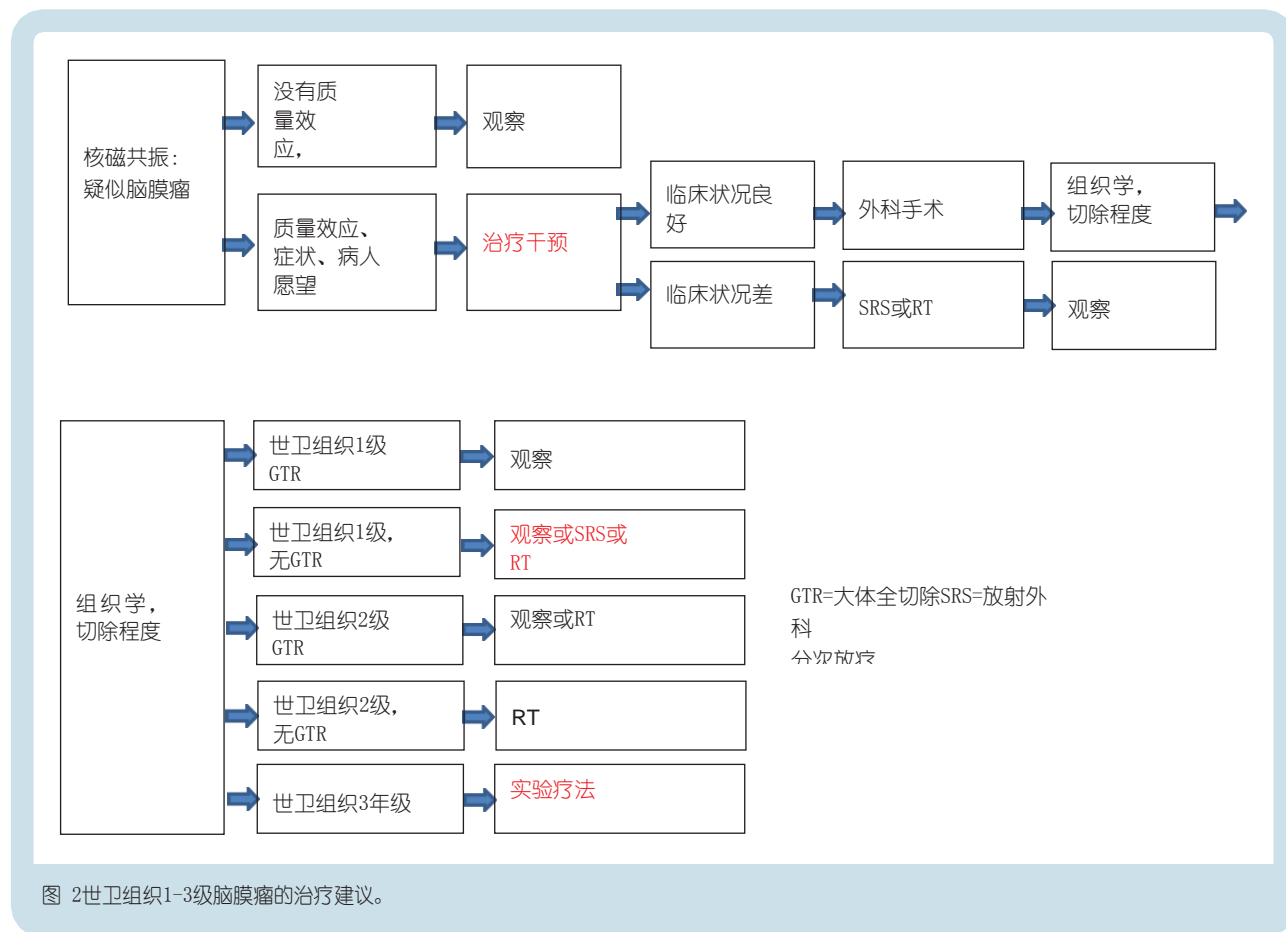 核磁共振：
疑似脑膜瘤
没有质
量效
应，
观察
质量效应、
症状、病人
愿望
治疗干预
临床状况良
好
外科手术
组织学，
切除程度
临床状况差
SRS或RT
观察
组织学，
切除程度
世卫组织1级
GTR
观察
世卫组织1级，
无GTR
观察或SRS或
RT
世卫组织2级
GTR
观察或RT
世卫组织2级，
无GTR
RT
世卫组织3年级
实验疗法
GTR=大体全切除SRS=放射外
科
分次放疗
图 2世卫组织1-3级脑膜瘤的治疗建议。